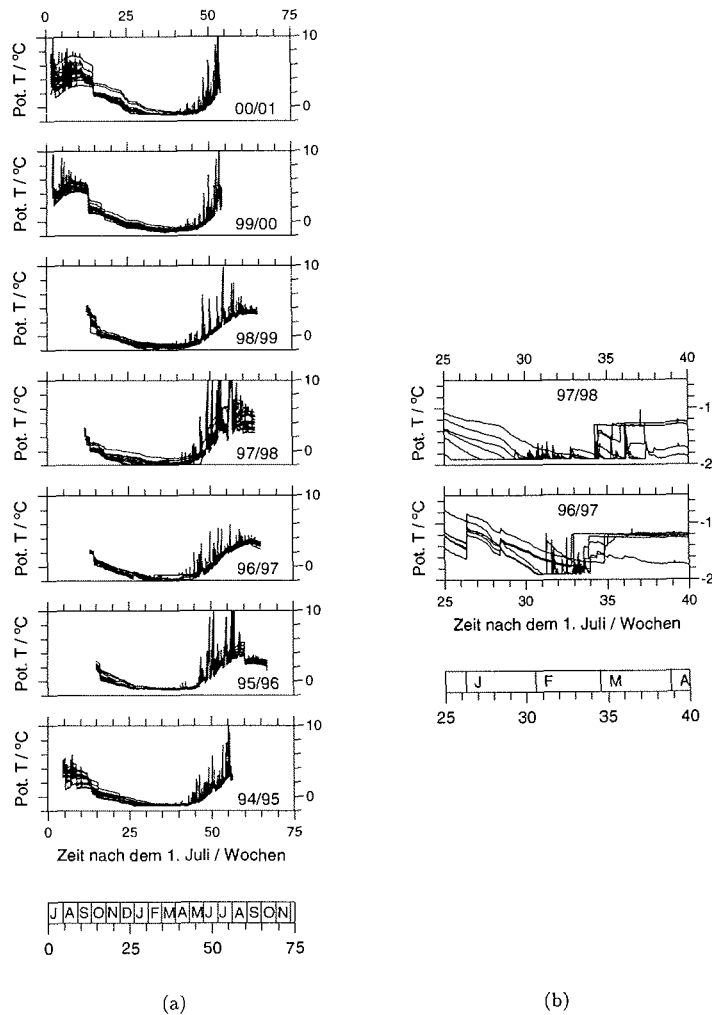 0 25 50 75
Pot. T / °C
10
0
00/01
Pot. T / °C
10
0
99/00
Pot. T / °C
10
0
98/99
Pot. T / °C
10
0
97/98
Pot. T / °C
10
0
96/97
Pot. T / °C
10
0
95/96
Pot. T / °C
10
0
94/95
0 25 50 75
Zeit nach dem 1. Juli / Wochen
J A S O N D J F M A M J J A S O N
0 25 50 75
(a)
25 30 35 40
Pot. T / °C
97/98
-1
-2
Pot. T / °C
96/97
-1
-2
25 30 35 40
Zeit nach dem 1. Juli / Wochen
J F M A
25 30 35 40
(b)